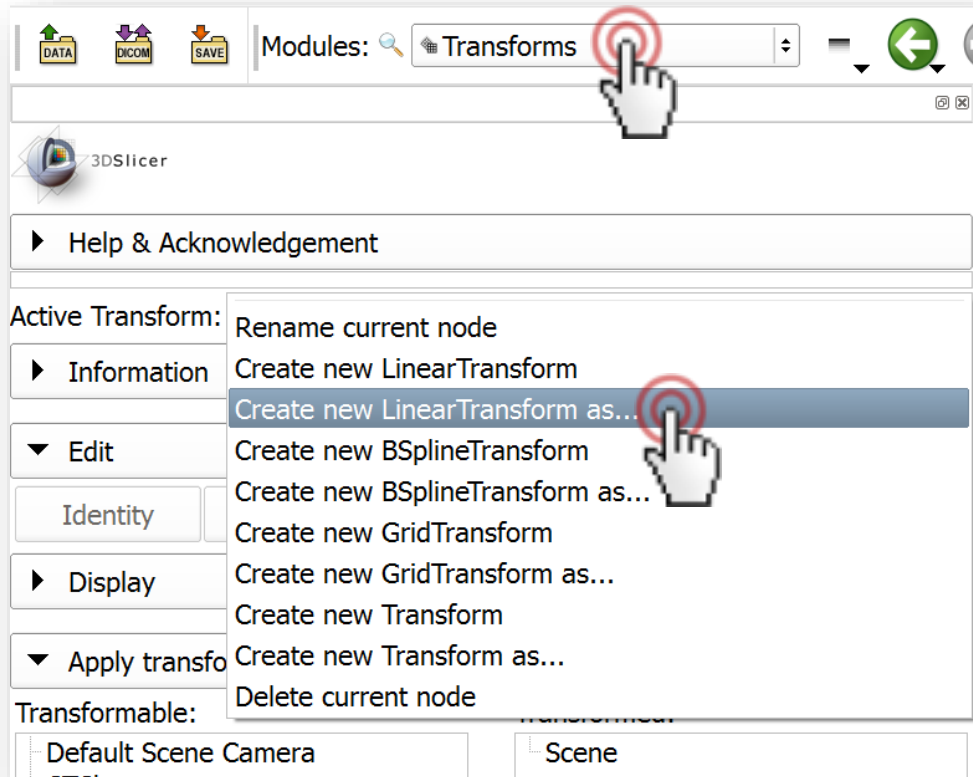 DATA DICOM SAVE Modules: Transforms
3DSlicer
Help & Acknowledgement
Active Transform:
Rename current node
Create new LinearTransform
Information
Create new LinearTransform as...
Edit
Create new BSplineTransform
Create new BSplineTransform as...
Identity
Create new GridTransform
Display
Create new GridTransform as...
Create new Transform
Apply transfo
Create new Transform as...
Delete current node
Transformable:
Default Scene Camera
Scene